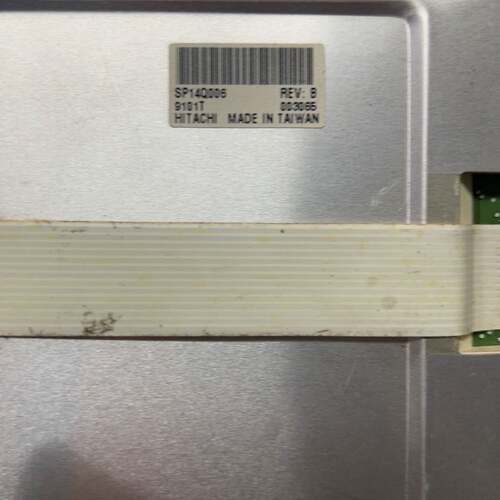 SP14Q006 REV: B
9101T 003065
HITACHI MADE IN TAIWAN